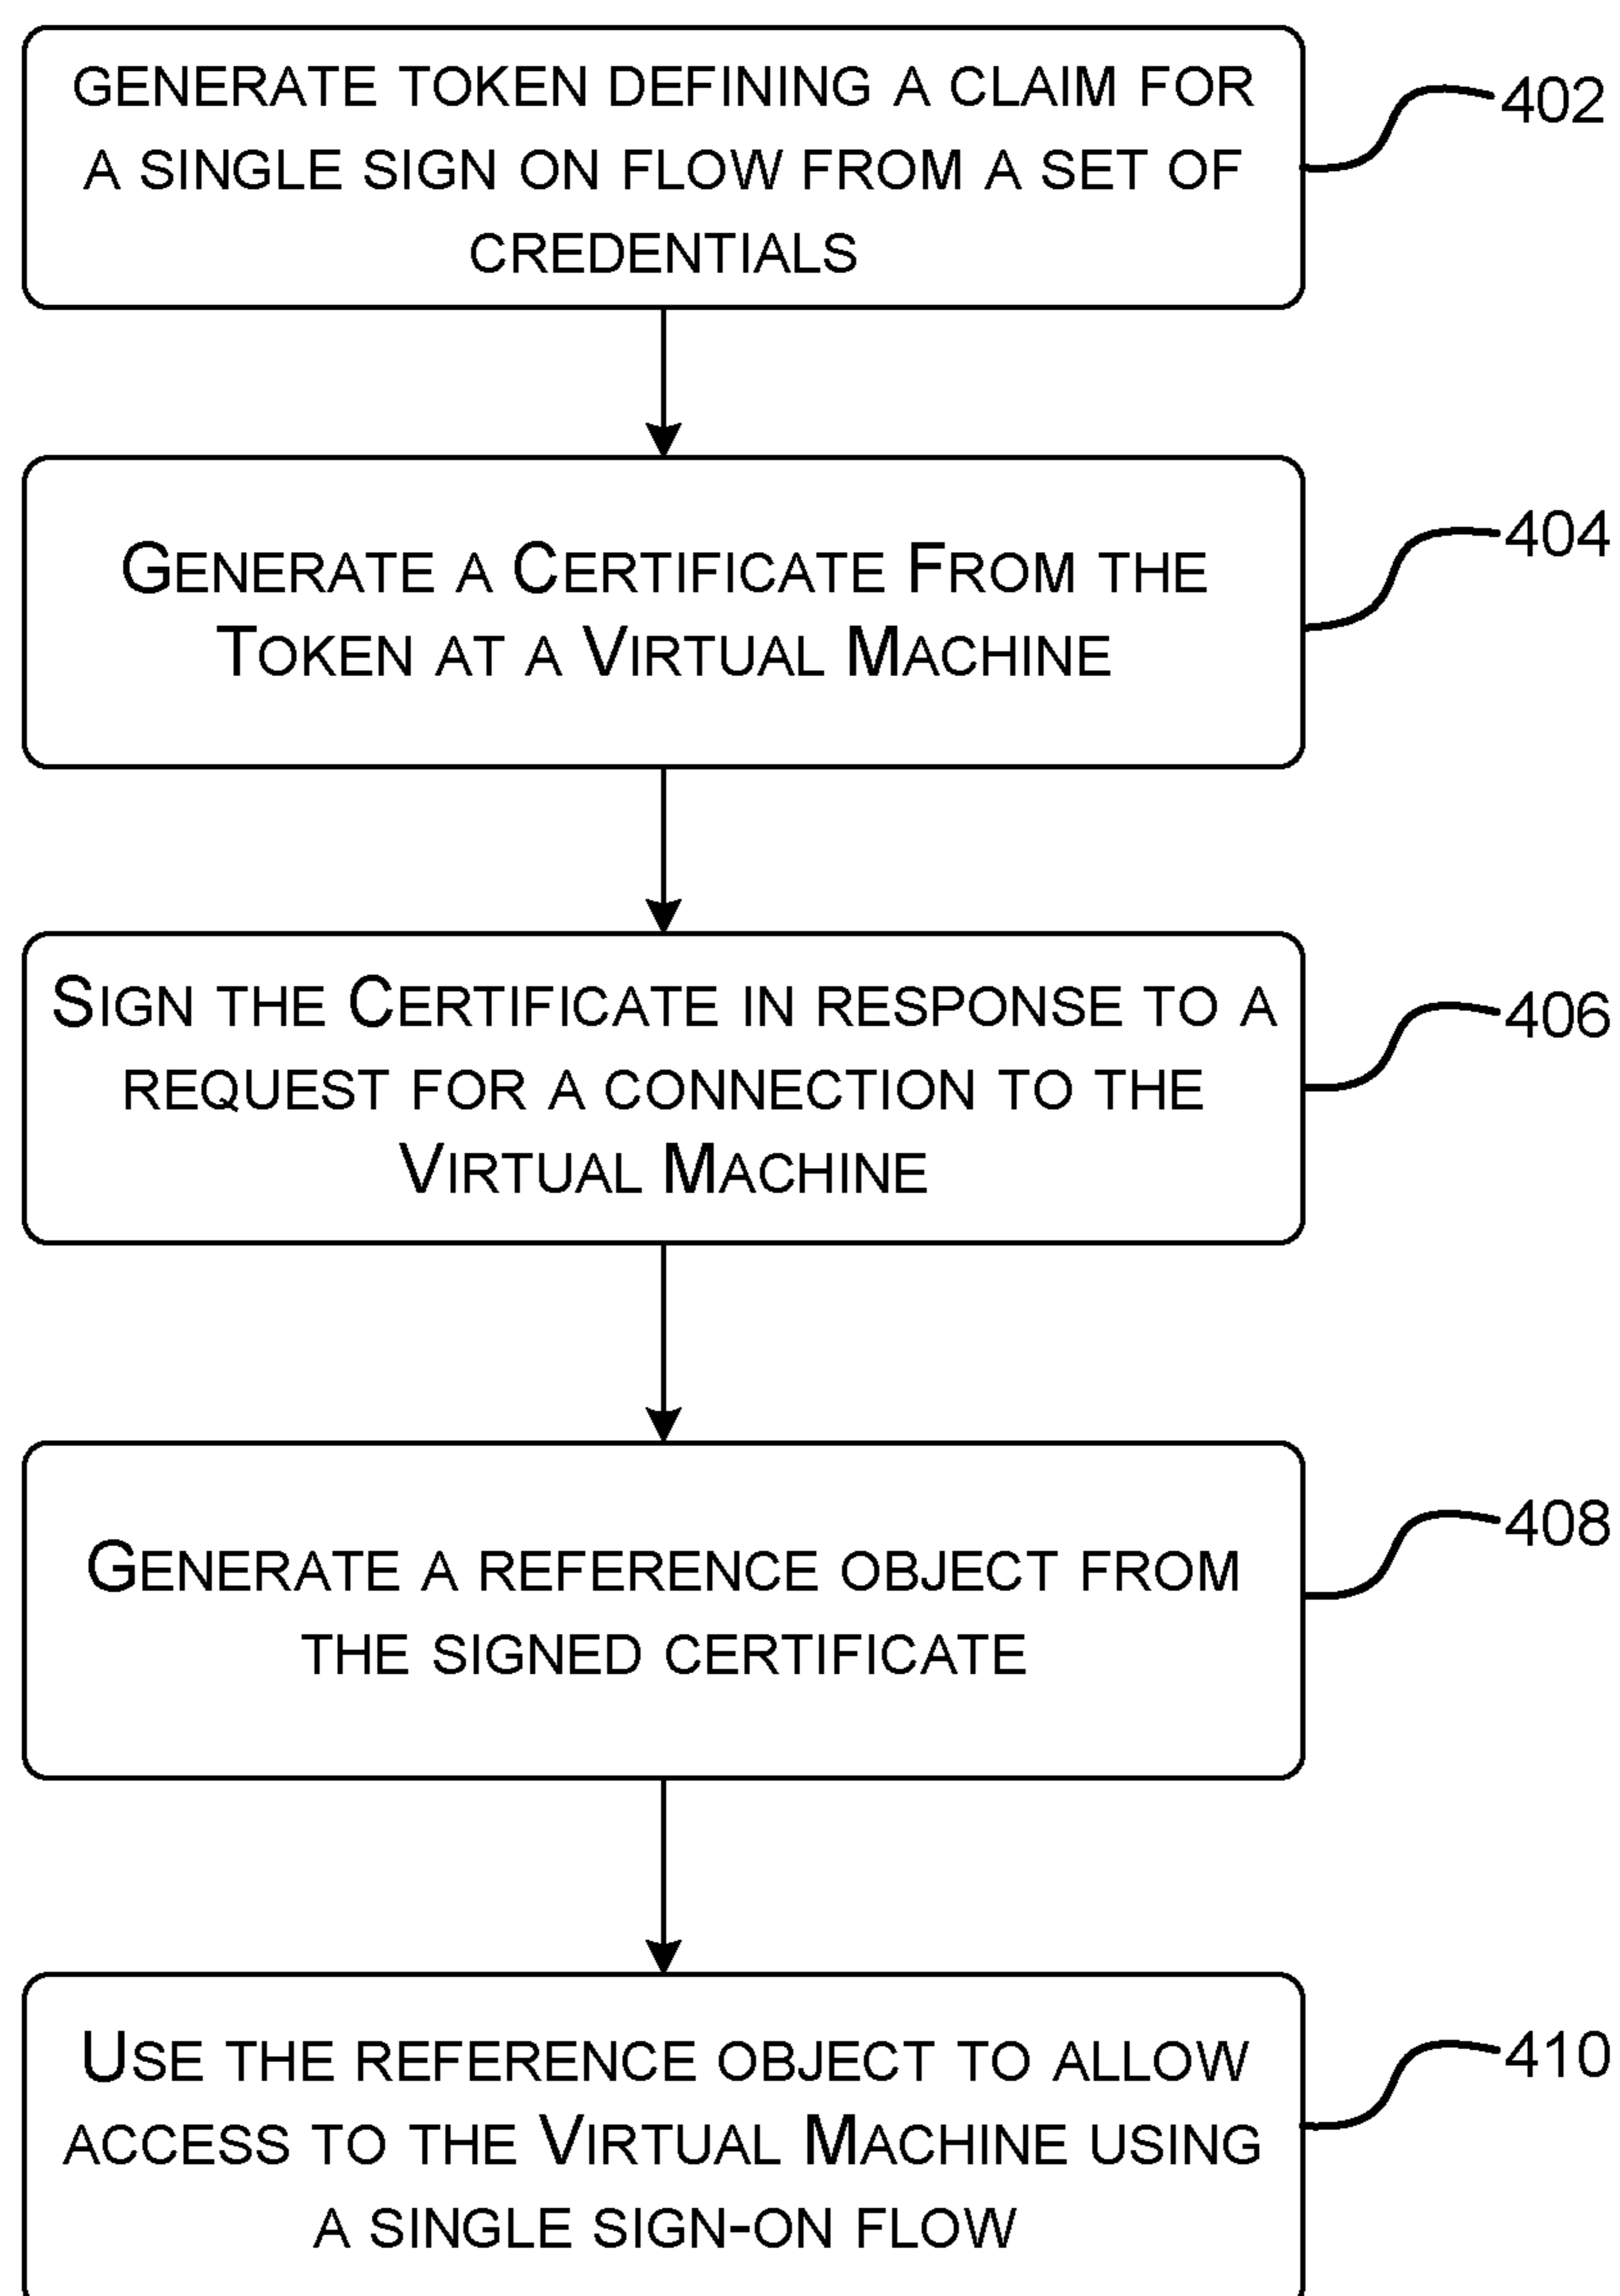 GENERATE TOKEN DEFINING A CLAIM FOR
A SINGLE SIGN ON FLOW FROM A SET OF
CREDENTIALS
402
GENERATE A CERTIFICATE FROM THE
TOKEN AT A VIRTUAL MACHINE
404
SIGN THE CERTIFICATE IN RESPONSE TO A
REQUEST FOR A CONNECTION TO THE
VIRTUAL MACHINE
406
GENERATE A REFERENCE OBJECT FROM
THE SIGNED CERTIFICATE
408
USE THE REFERENCE OBJECT TO ALLOW
ACCESS TO THE VIRTUAL MACHINE USING
A SINGLE SIGN-ON FLOW
410